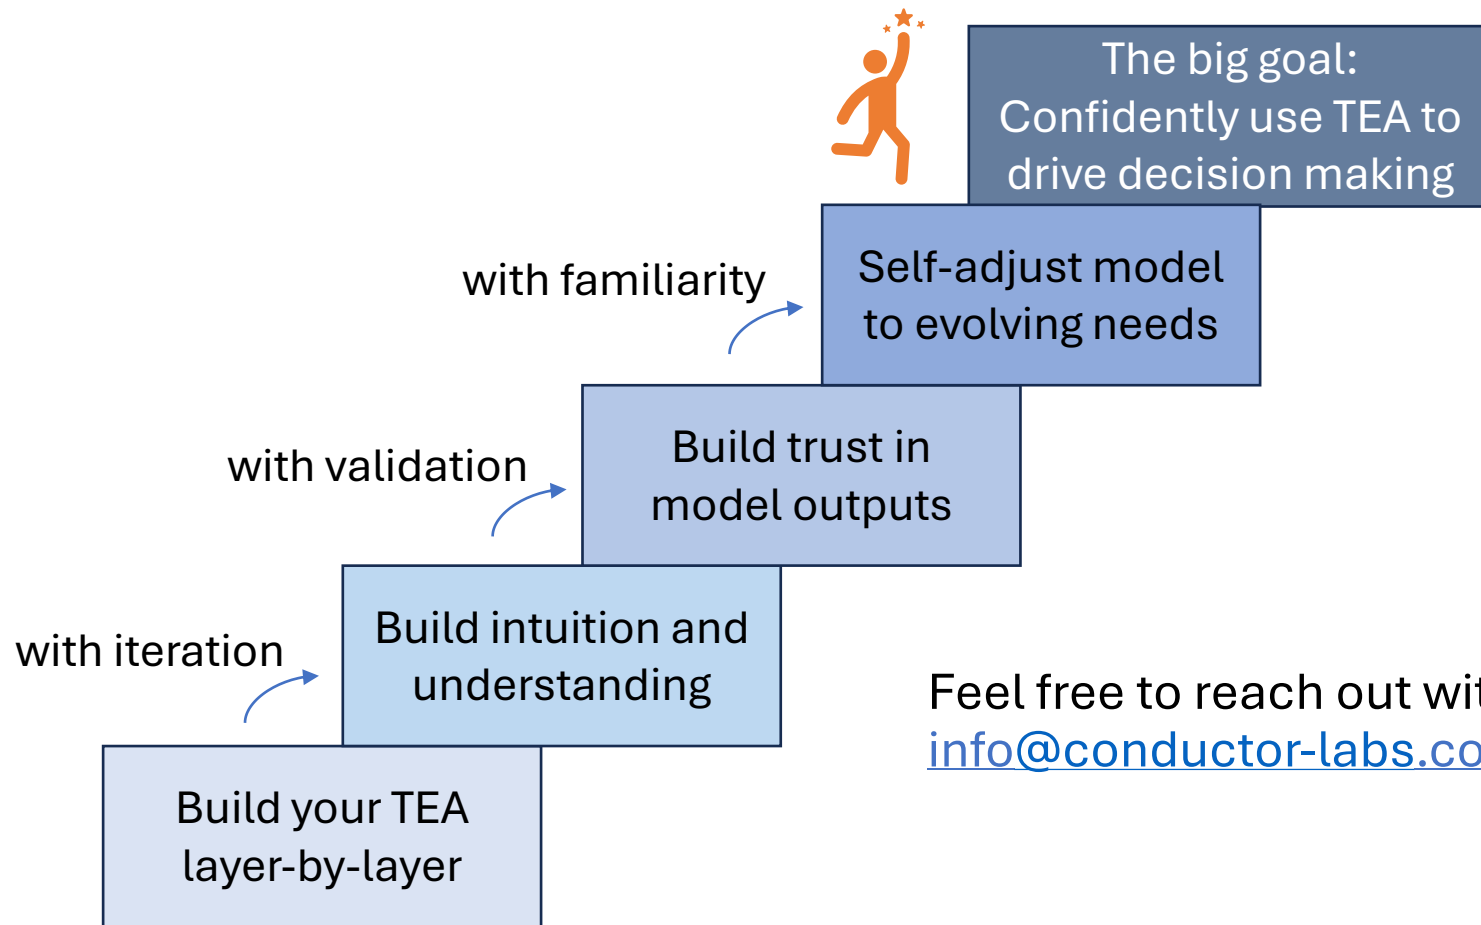 The big goal:
Confidently use TEA to
drive decision making
with familiarity
Self-adjust model
to evolving needs
with validation
Build trust in
model outputs
with iteration
Build intuition and
understanding
Feel free to reach out
info@conductor-labs.co
Build your TEA
layer-by-layer